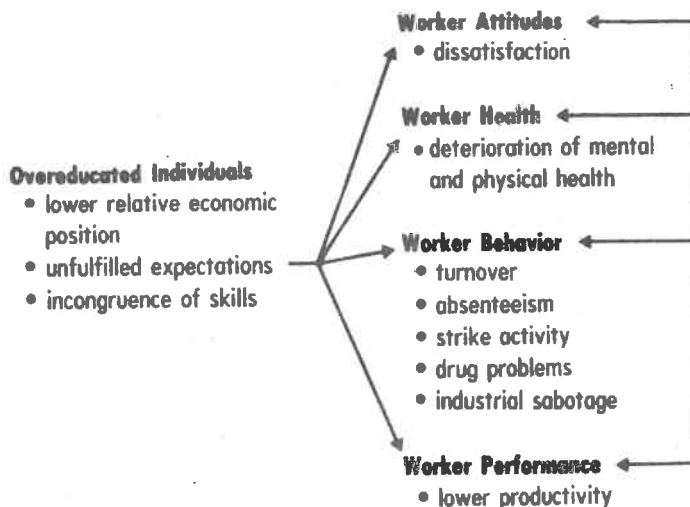 Overeducated Individuals
• lower relative economic
position
• unfulfilled expectations
• incongruence of skills
Worker Attitudes
• dissatisfaction
Worker Health
• deterioration of mental
and physical health
Worker Behavior
• turnover
• absenteeism
• strike activity
• drug problems
• industrial sabotage
Worker Performance
• lower productivity